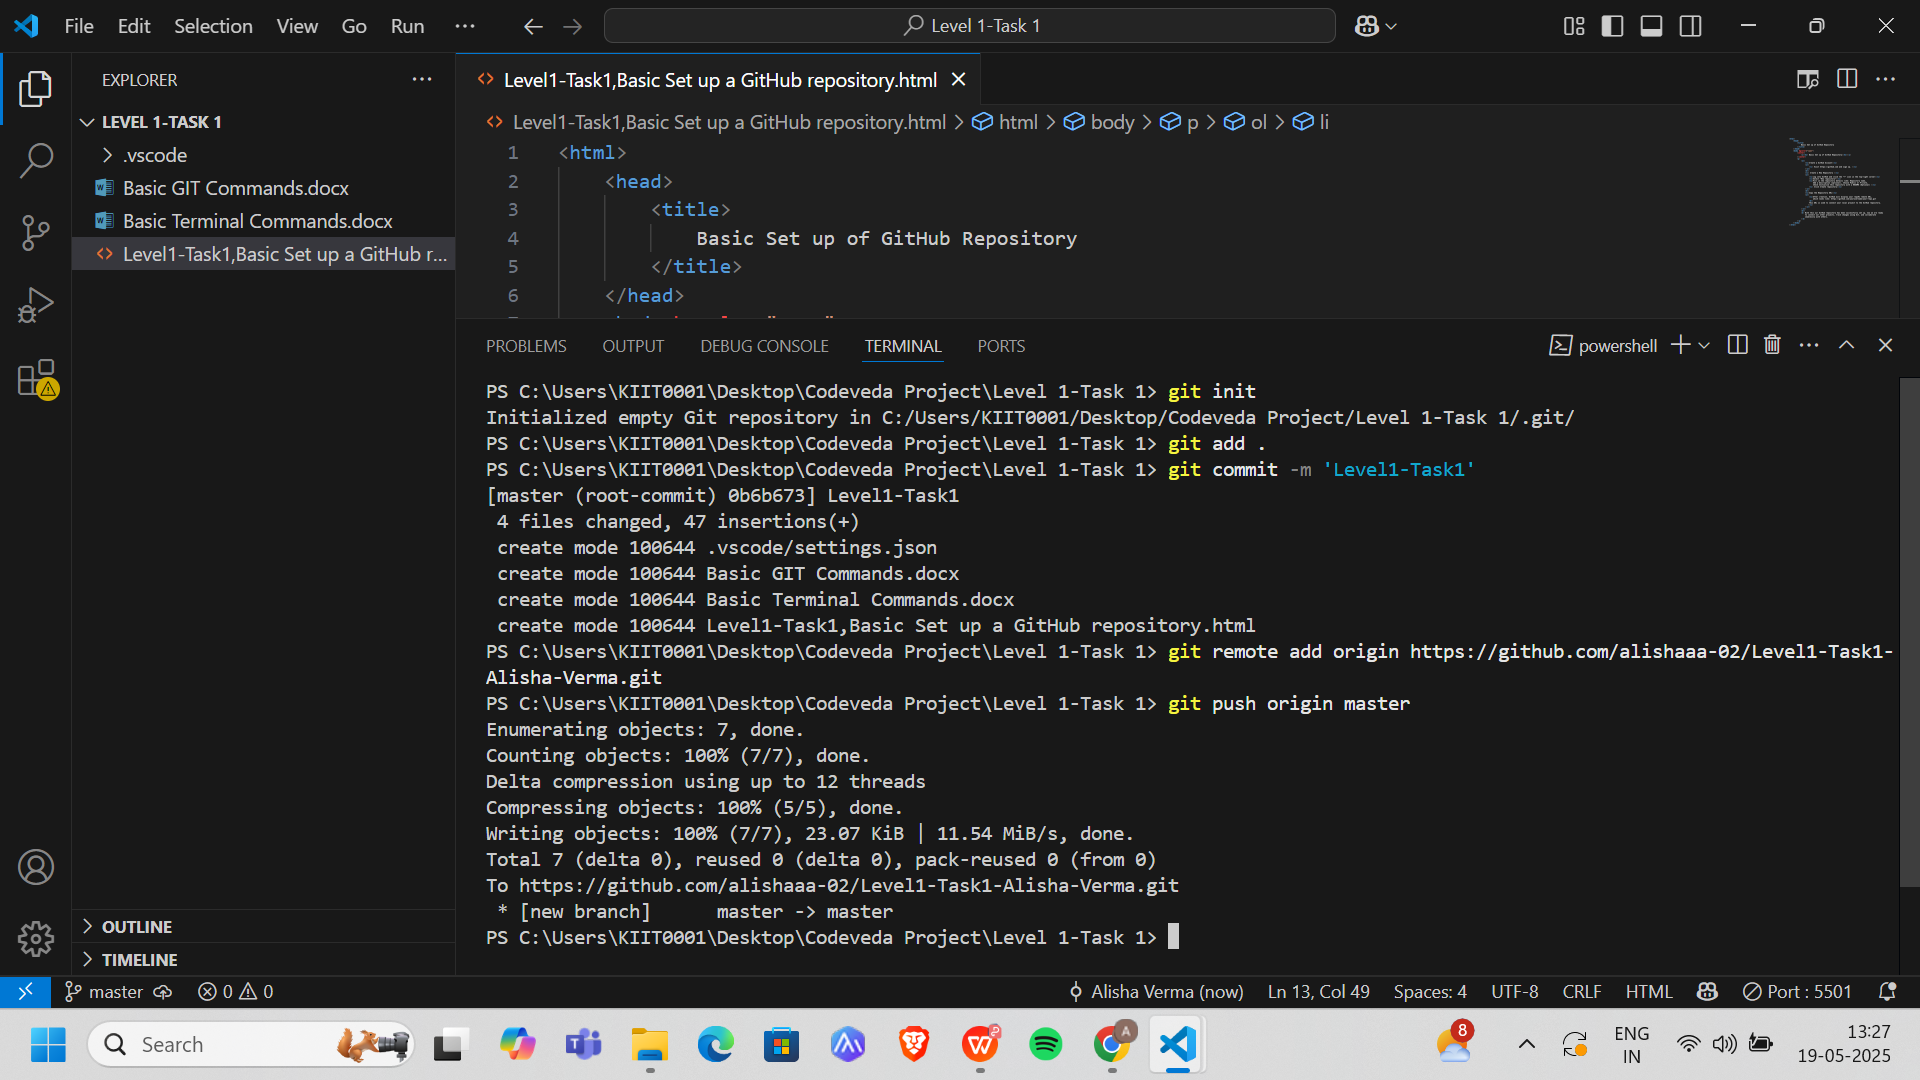 File Edit Selection View Go Run ...
Level 1-Task 1
EXPLORER
LEVEL 1-TASK 1
.vscode
Basic GIT Commands.docx
Basic Terminal Commands.docx
Level1-Task1,Basic Set up a GitHub r...
OUTLINE
TIMELINE
Level1-Task1,Basic Set up a GitHub repository.html
Level1-Task1,Basic Set up a GitHub repository.html > html > body > p > ol > li
1 <html>
2 <head>
3 <title>
4 Basic Set up of GitHub Repository
5 </title>
6 </head>
PROBLEMS OUTPUT DEBUG CONSOLE TERMINAL PORTS
powershell
PS C:\Users\KIIT0001\Desktop\Codeveda Project\Level 1-Task 1> git init
Initialized empty Git repository in C:/Users/KIIT0001/Desktop/Codeveda Project/Level 1-Task 1/.git/
PS C:\Users\KIIT0001\Desktop\Codeveda Project\Level 1-Task 1> git add .
PS C:\Users\KIIT0001\Desktop\Codeveda Project\Level 1-Task 1> git commit -m 'Level1-Task1'
[master (root-commit) 0b6b673] Level1-Task1
4 files changed, 47 insertions(+)
create mode 100644 .vscode/settings.json
create mode 100644 Basic GIT Commands.docx
create mode 100644 Basic Terminal Commands.docx
create mode 100644 Level1-Task1,Basic Set up a GitHub repository.html
PS C:\Users\KIIT0001\Desktop\Codeveda Project\Level 1-Task 1> git remote add origin https://github.com/alishaaa-02/Level1-Task1-
Alisha-Verma.git
PS C:\Users\KIIT0001\Desktop\Codeveda Project\Level 1-Task 1> git push origin master
Enumerating objects: 7, done.
Counting objects: 100% (7/7), done.
Delta compression using up to 12 threads
Compressing objects: 100% (5/5), done.
Writing objects: 100% (7/7), 23.07 KiB | 11.54 MiB/s, done.
Total 7 (delta 0), reused 0 (delta 0), pack-reused 0 (from 0)
To https://github.com/alishaaa-02/Level1-Task1-Alisha-Verma.git
* [new branch] master -> master
PS C:\Users\KIIT0001\Desktop\Codeveda Project\Level 1-Task 1>
master 0 0 Alisha Verma (now) Ln 13, Col 49 Spaces: 4 UTF-8 CRLF HTML Port : 5501
Search 8 ENG 13:27
IN 19-05-2025